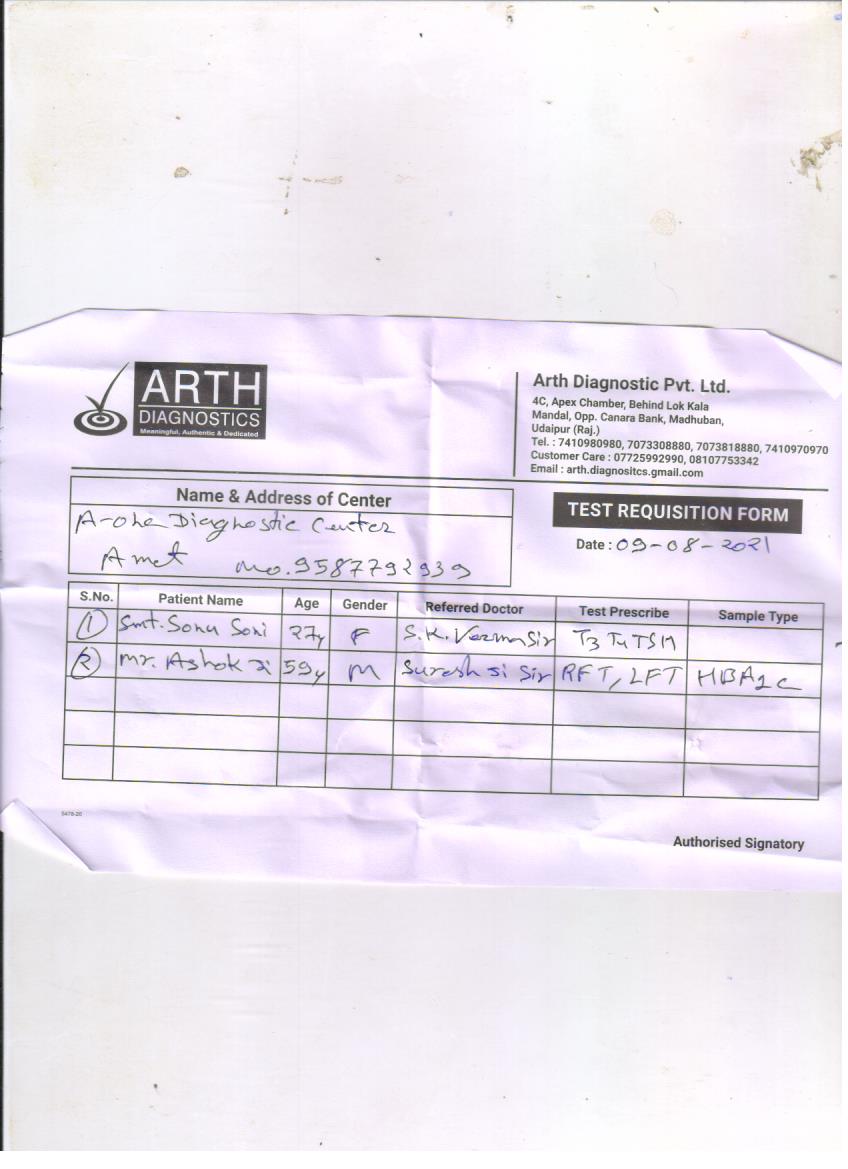 ARTH
DIAGNOSTICS
Meaningful, Authentic & Dedicated
Arth Diagnostic Pvt. Ltd.
4C, Apex Chamber, Behind Lok Kala
Mandal, Opp. Canara Bank, Madhuban,
Udaipur (Raj.)
Tel. : 7410980980, 7073308880, 7073818880, 7410970970
Customer Care : 07725992990, 08107753342
Email : arth.diagnositcs.gmail.com
Name & Address of Center
A-one Diagnostic Center
Amet Mo. 9587792939
TEST REQUISITION FORM
Date : 09-08-2021
S.No. Patient Name Age Gender Referred Doctor Test Prescribe Sample Type
1 Smt. Sonu Soni 27y F S.K. Verma Sir T3 T4 TSH
2 Mr. Ashok Ji 59y M Suresh Ji Sir RFT, LFT HBA1C
5478-20
Authorised Signatory